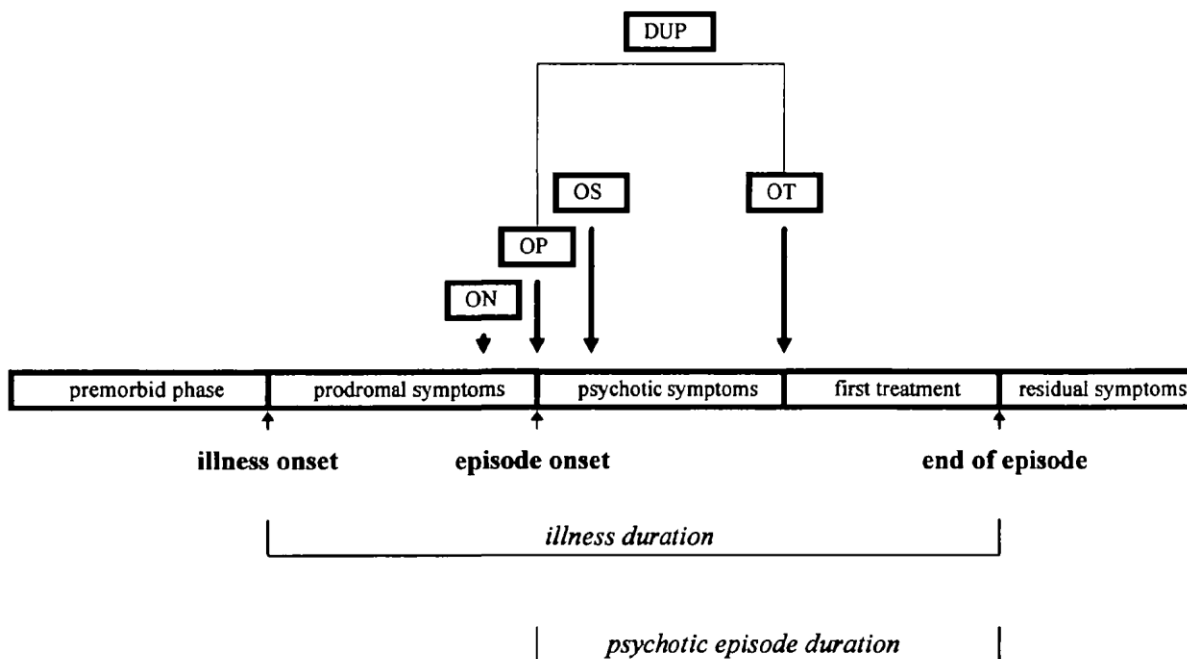 DUP
OS
OT
OP
ON
premorbid phase prodromal symptoms psychotic symptoms first treatment residual symptoms
illness onset episode onset end of episode
illness duration
psychotic episode duration